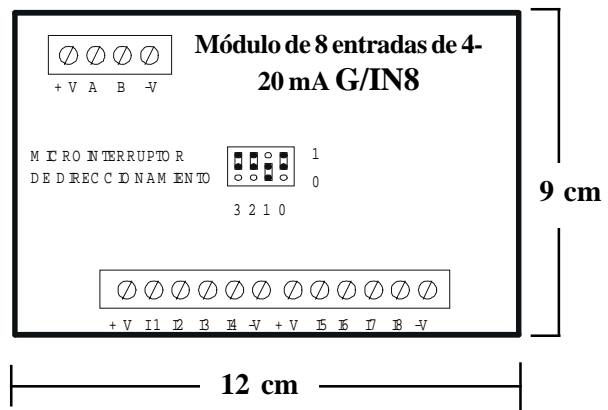 Módulo de 8 entradas de 4-
20 mA G/IN8
+V A B -V
MICROINTERRUPTOR
DE DIRECCIONAMIENTO
1
0
3 2 1 0
9 cm
+V I1 I2 I3 I4 -V +V I5 I6 I7 I8 -V
12 cm